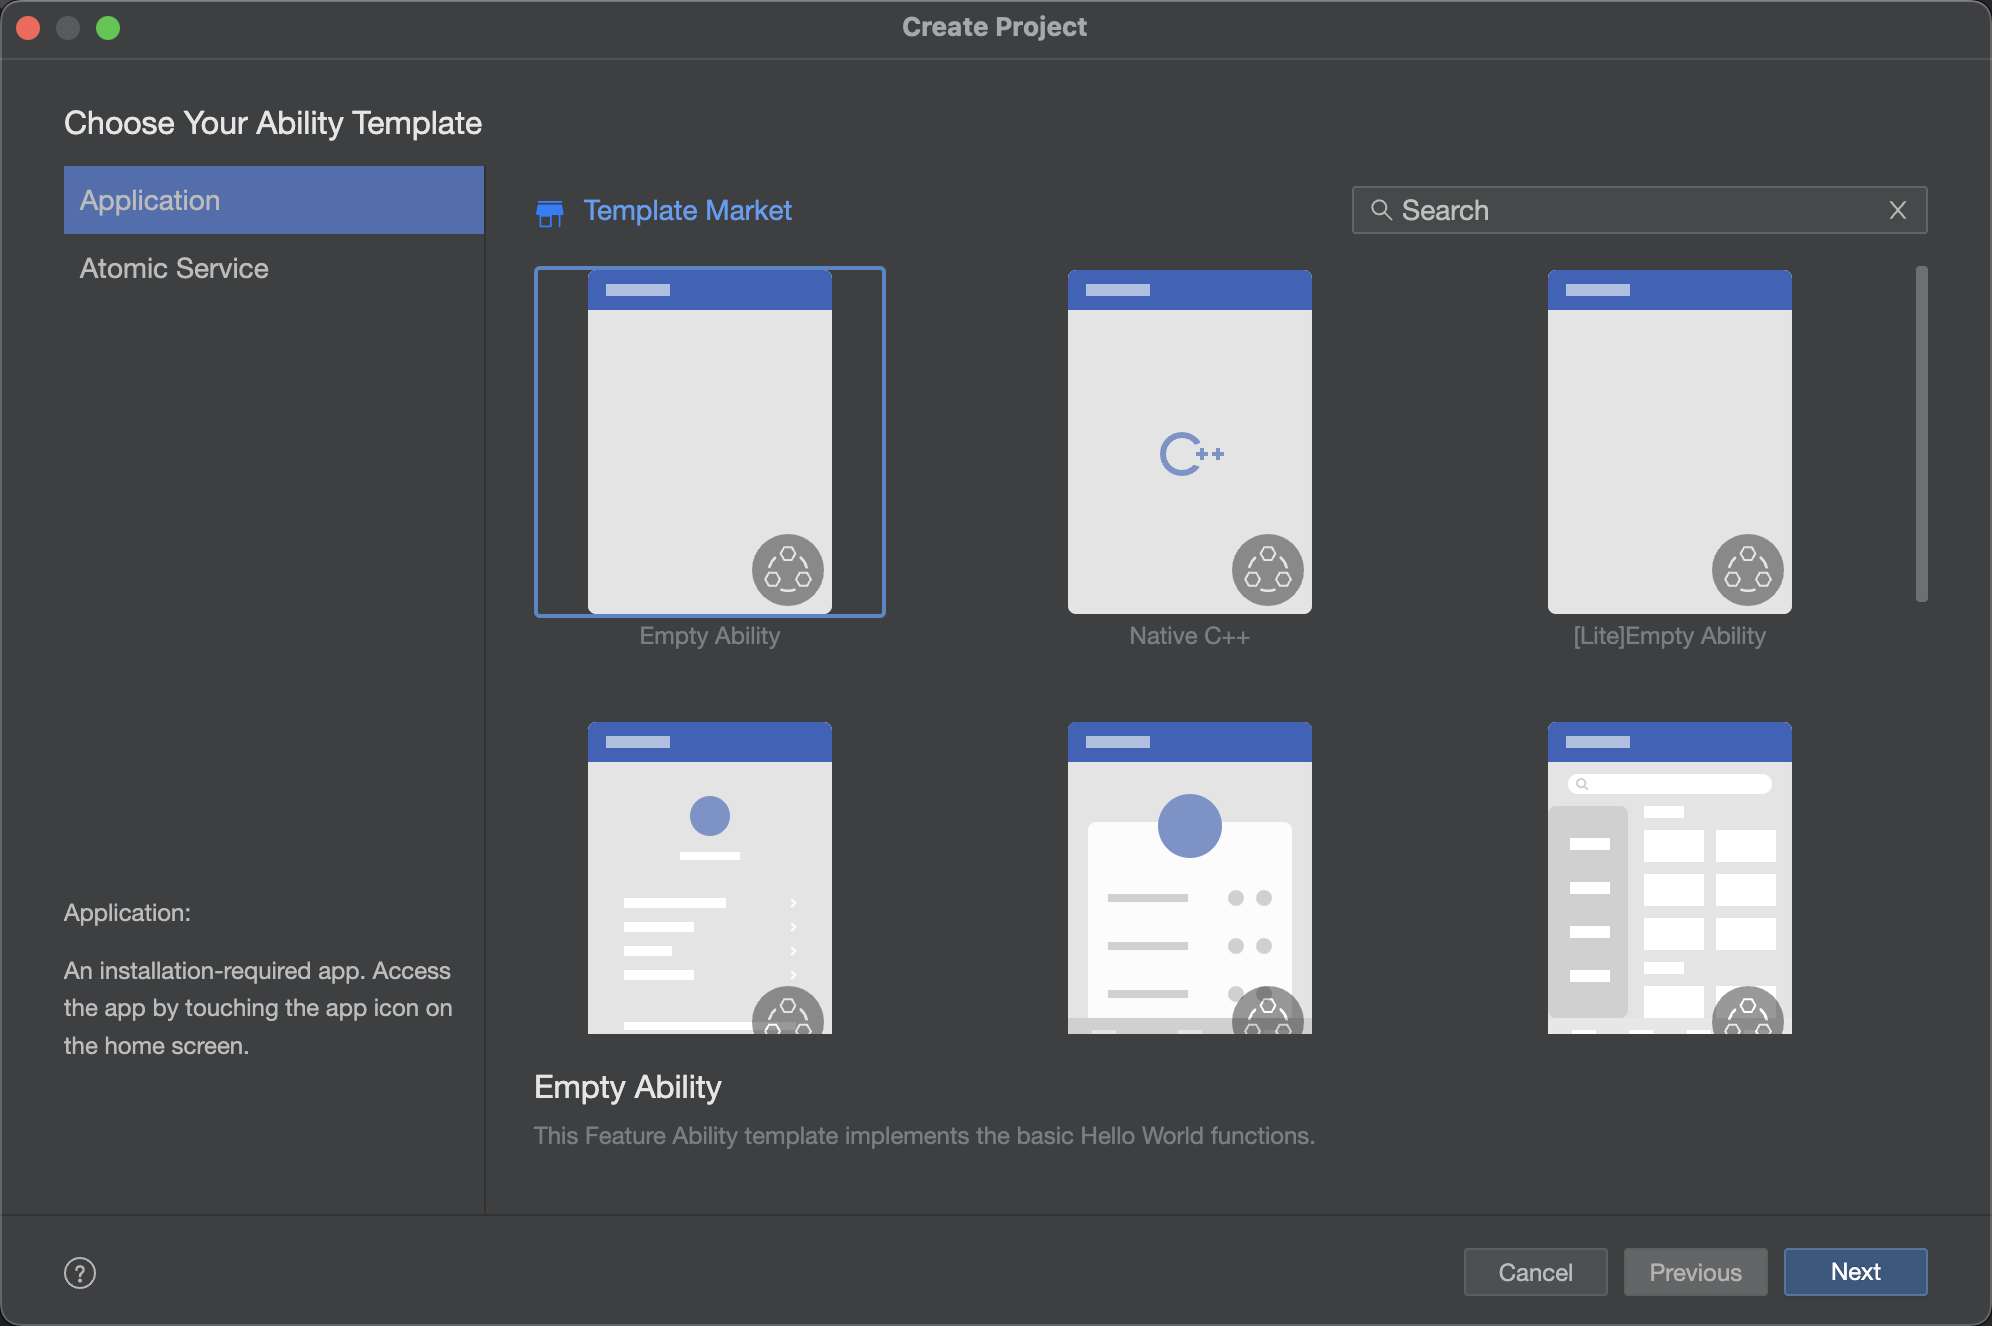 Create Project
Choose Your Ability Template
Application
Atomic Service
Template Market
Search
Empty Ability
C++
Native C++
[Lite]Empty Ability
Application:
An installation-required app. Access
the app by touching the app icon on
the home screen.
Empty Ability
This Feature Ability template implements the basic Hello World functions.
?
Cancel
Previous
Next